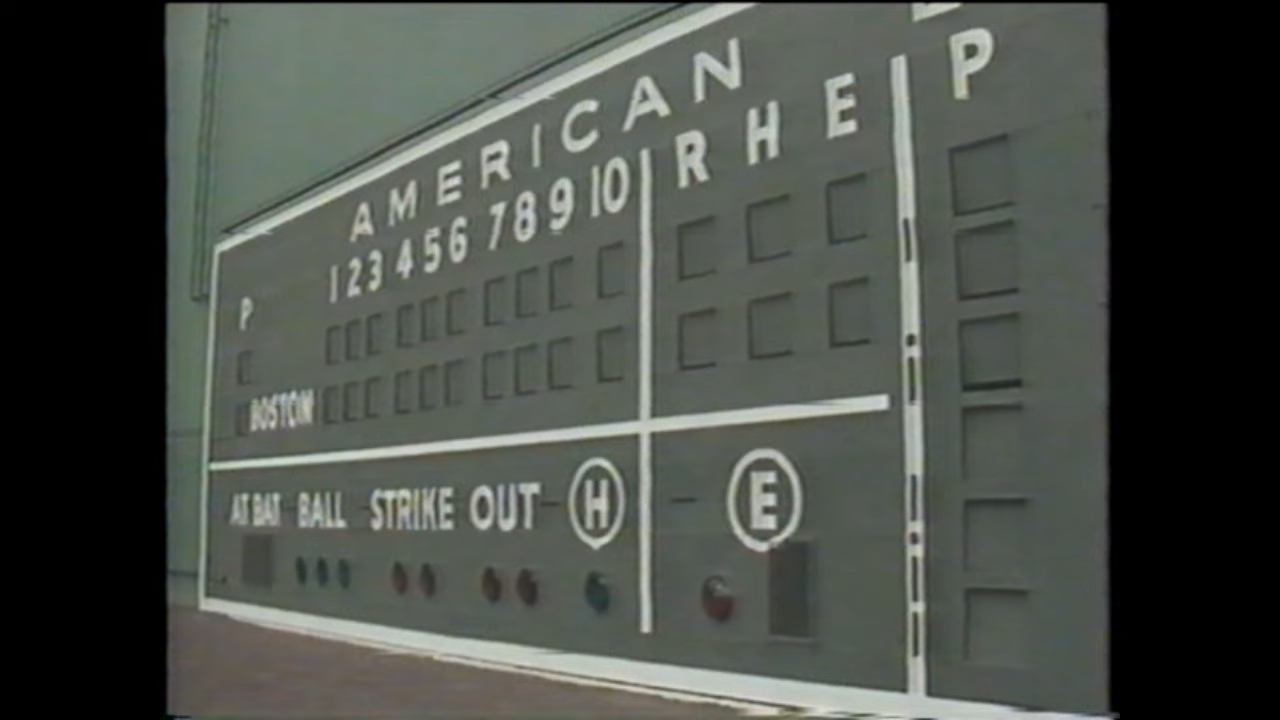 AMERICAN
P 1 2 3 4 5 6 7 8 9 10 R H E P
BOSTON
AT BAT BALL STRIKE OUT H E